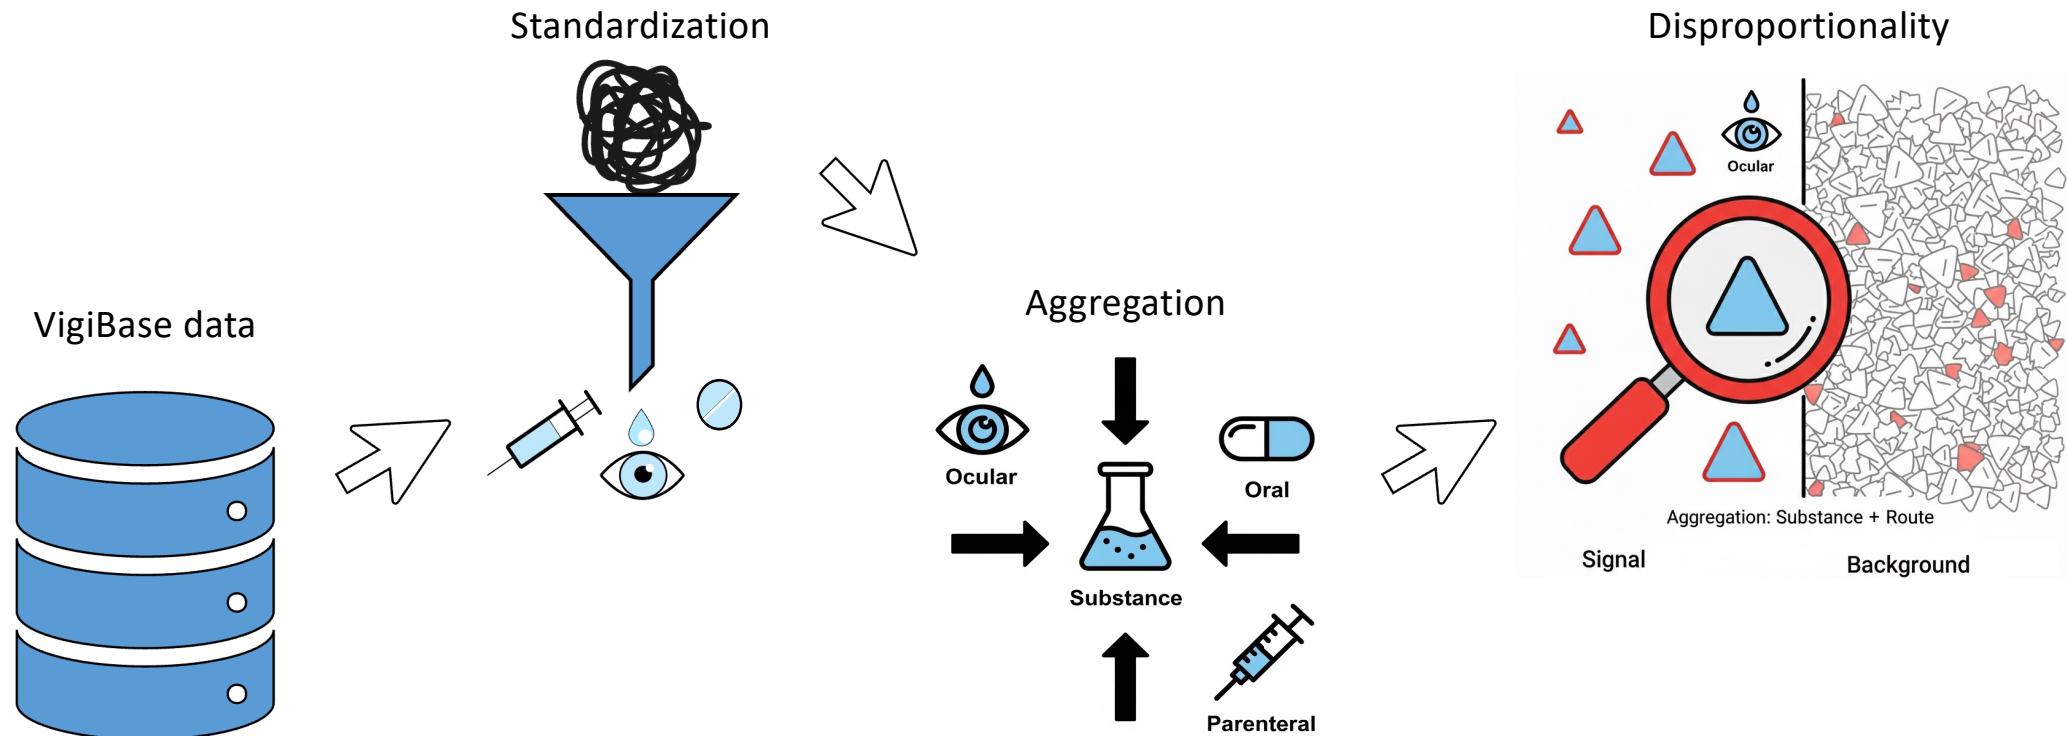 VigiBase data
Standardization
Aggregation
Ocular
Oral
Substance
Parenteral
Disproportionality
Ocular
Aggregation: Substance + Route
Signal
Background